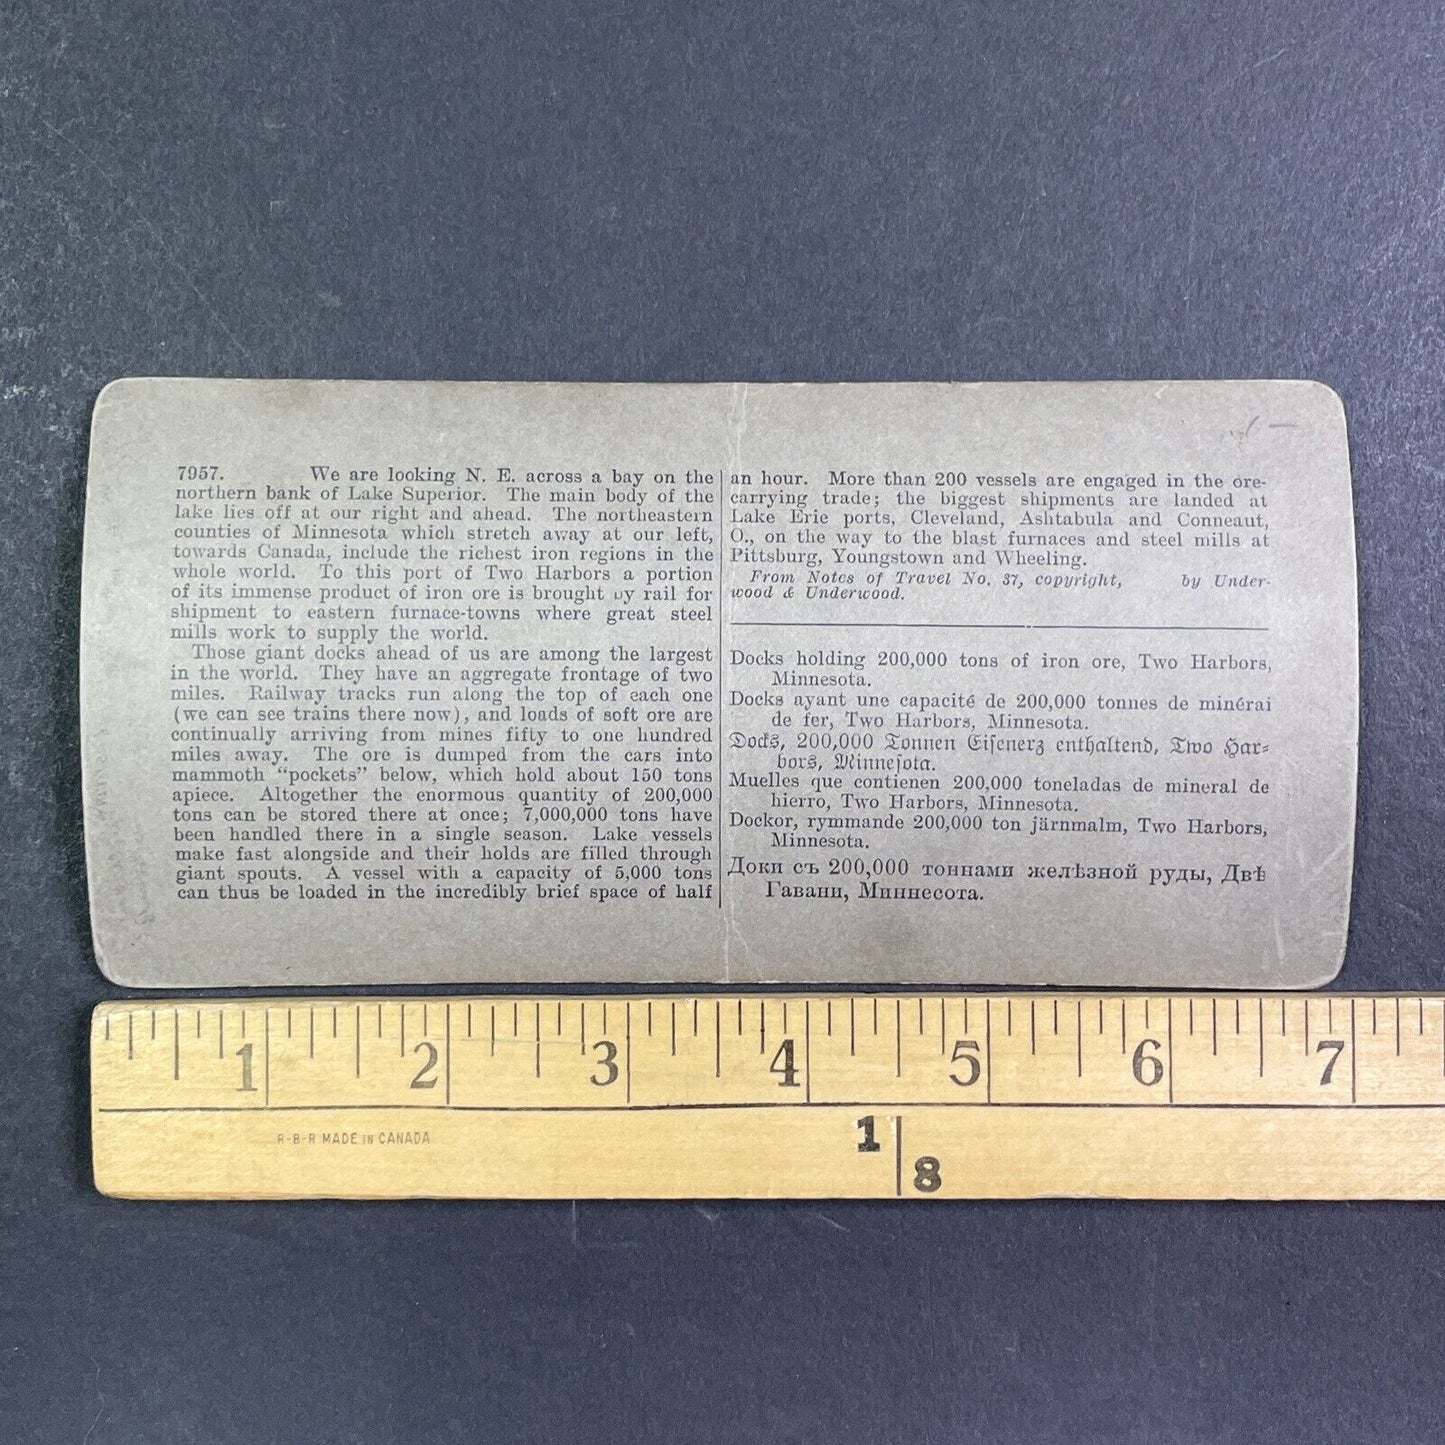 7957. We are looking N. E. across a bay on the
northern bank of Lake Superior. The main body of the
lake lies off at our right and ahead. The northeastern
counties of Minnesota which stretch away at our left,
towards Canada, include the richest iron regions in the
whole world. To this port of Two Harbors a portion
of its immense product of iron ore is brought by rail for
shipment to eastern furnace-towns where great steel
mills work to supply the world.
Those giant docks ahead of us are among the largest
in the world. They have an aggregate frontage of two
miles. Railway tracks run along the top of each one
(we can see trains there now), and loads of soft ore are
continually arriving from mines fifty to one hundred
miles away. The ore is dumped from the cars into
mammoth "pockets" below, which hold about 150 tons
apiece. Altogether the enormous quantity of 200,000
tons can be stored there at once; 7,000,000 tons have
been handled there in a single season. Lake vessels
make fast alongside and their holds are filled through
giant spouts. A vessel with a capacity of 5,000 tons
can thus be loaded in the incredibly brief space of half
an hour. More than 200 vessels are engaged in the ore-
carrying trade; the biggest shipments are landed at
Lake Erie ports, Cleveland, Ashtabula and Conneaut,
O., on the way to the blast furnaces and steel mills at
Pittsburg, Youngstown and Wheeling.
From Notes of Travel No. 37, copyright, by Under-
wood & Underwood.
Docks holding 200,000 tons of iron ore, Two Harbors,
Minnesota.
Docks ayant une capacité de 200,000 tonnes de minérai
de fer, Two Harbors, Minnesota.
Docks, 200,000 Tonnen Eisenerz enthaltend, Two Har=
bors, Minnesota.
Muelles que contienen 200,000 toneladas de mineral de
hierro, Two Harbors, Minnesota.
Dockor, rymmande 200,000 ton järnmalm, Two Harbors,
Minnesota.
Доки съ 200,000 тоннами желѣзной руды, Двѣ
Гавани, Миннесота.
1 2 3 4 5 6 7
R-B-R MADE IN CANADA
1
8